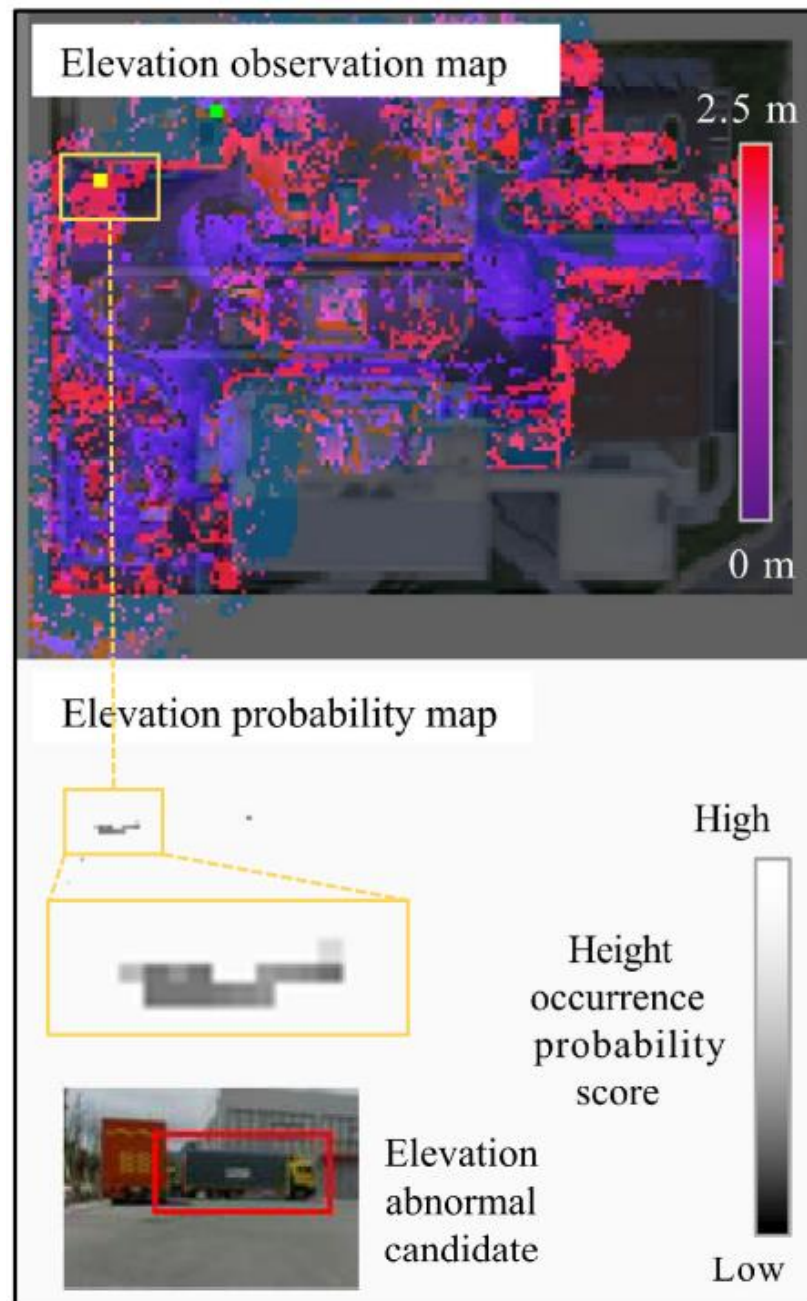 Elevation observation map
2.5 m
0 m
Elevation probability map
High
Height
occurrence
probability
score
Low
Elevation
abnormal
candidate